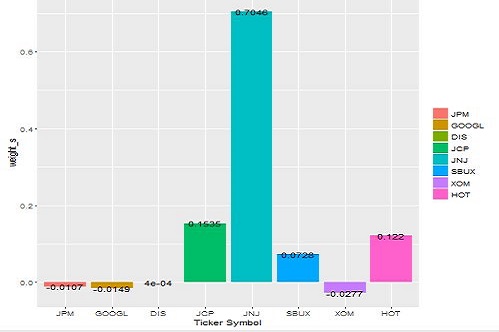 0.7046
0.6
0.4
0.2
0.0
weight_s
0.1535
0.0728
0.122
-0.0107
-0.0149
4e-04
-0.0277
JPM GOOGL DIS JCP JNJ SBUX XOM HOT
Ticker Symbol
JPM
GOOGL
DIS
JCP
JNJ
SBUX
XOM
HOT